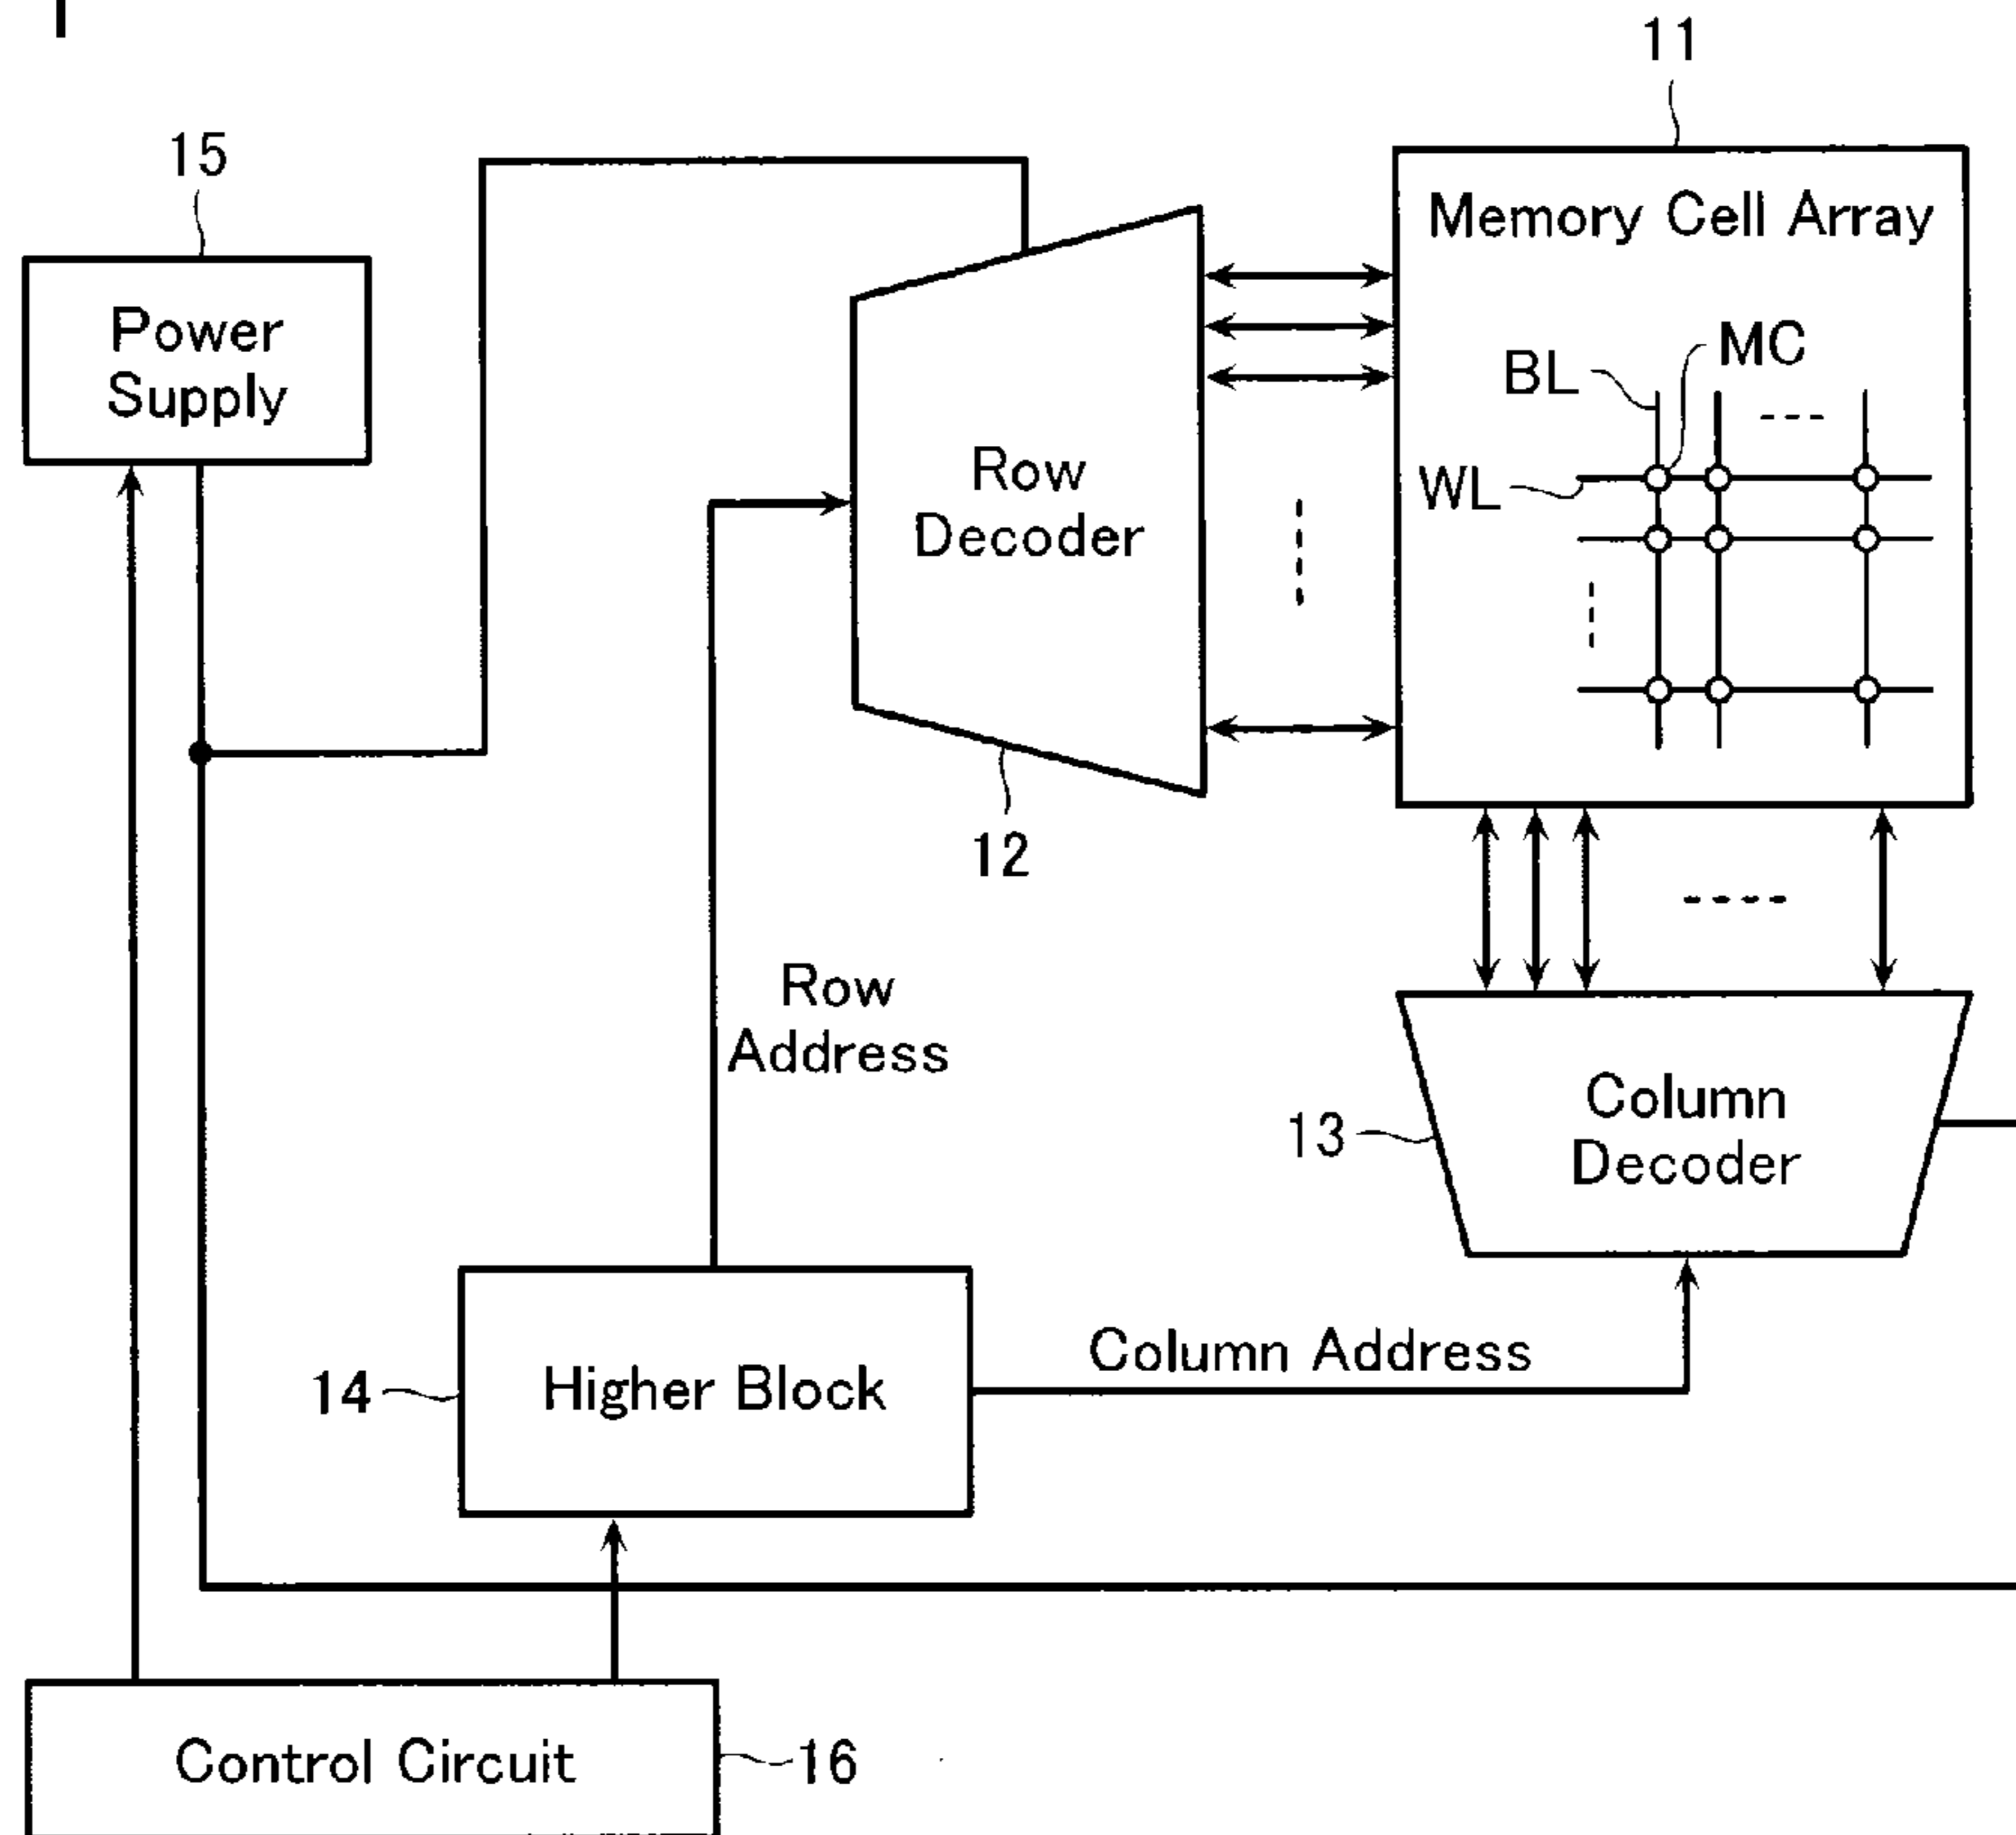 11
15
Memory Cell Array
Power
Supply
MC
BL
WL
Row
Decoder
12
Row
Address
Column
Decoder
13
Column Address
14
Higher Block
Control Circuit
16